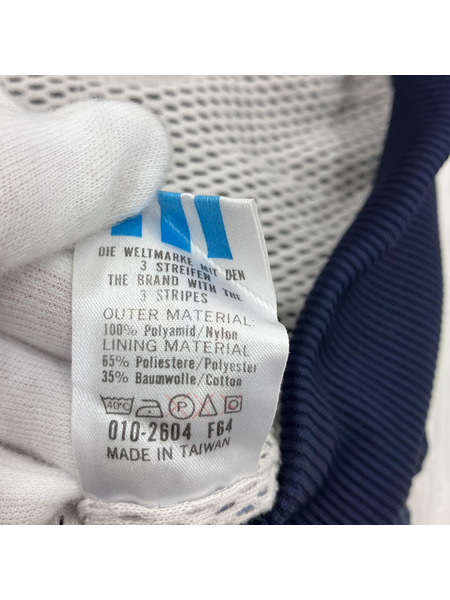 DIE WELTMARKE MIT DEN
3 STREIFEN
THE BRAND WITH THE
3 STRIPES
OUTER MATERIAL:
100% Polyamid/Nylon
LINING MATERIAL
65% Poliestere/Polyester
35% Baumwolle/Cotton
40°C P
010-2604 F64
MADE IN TAIWAN